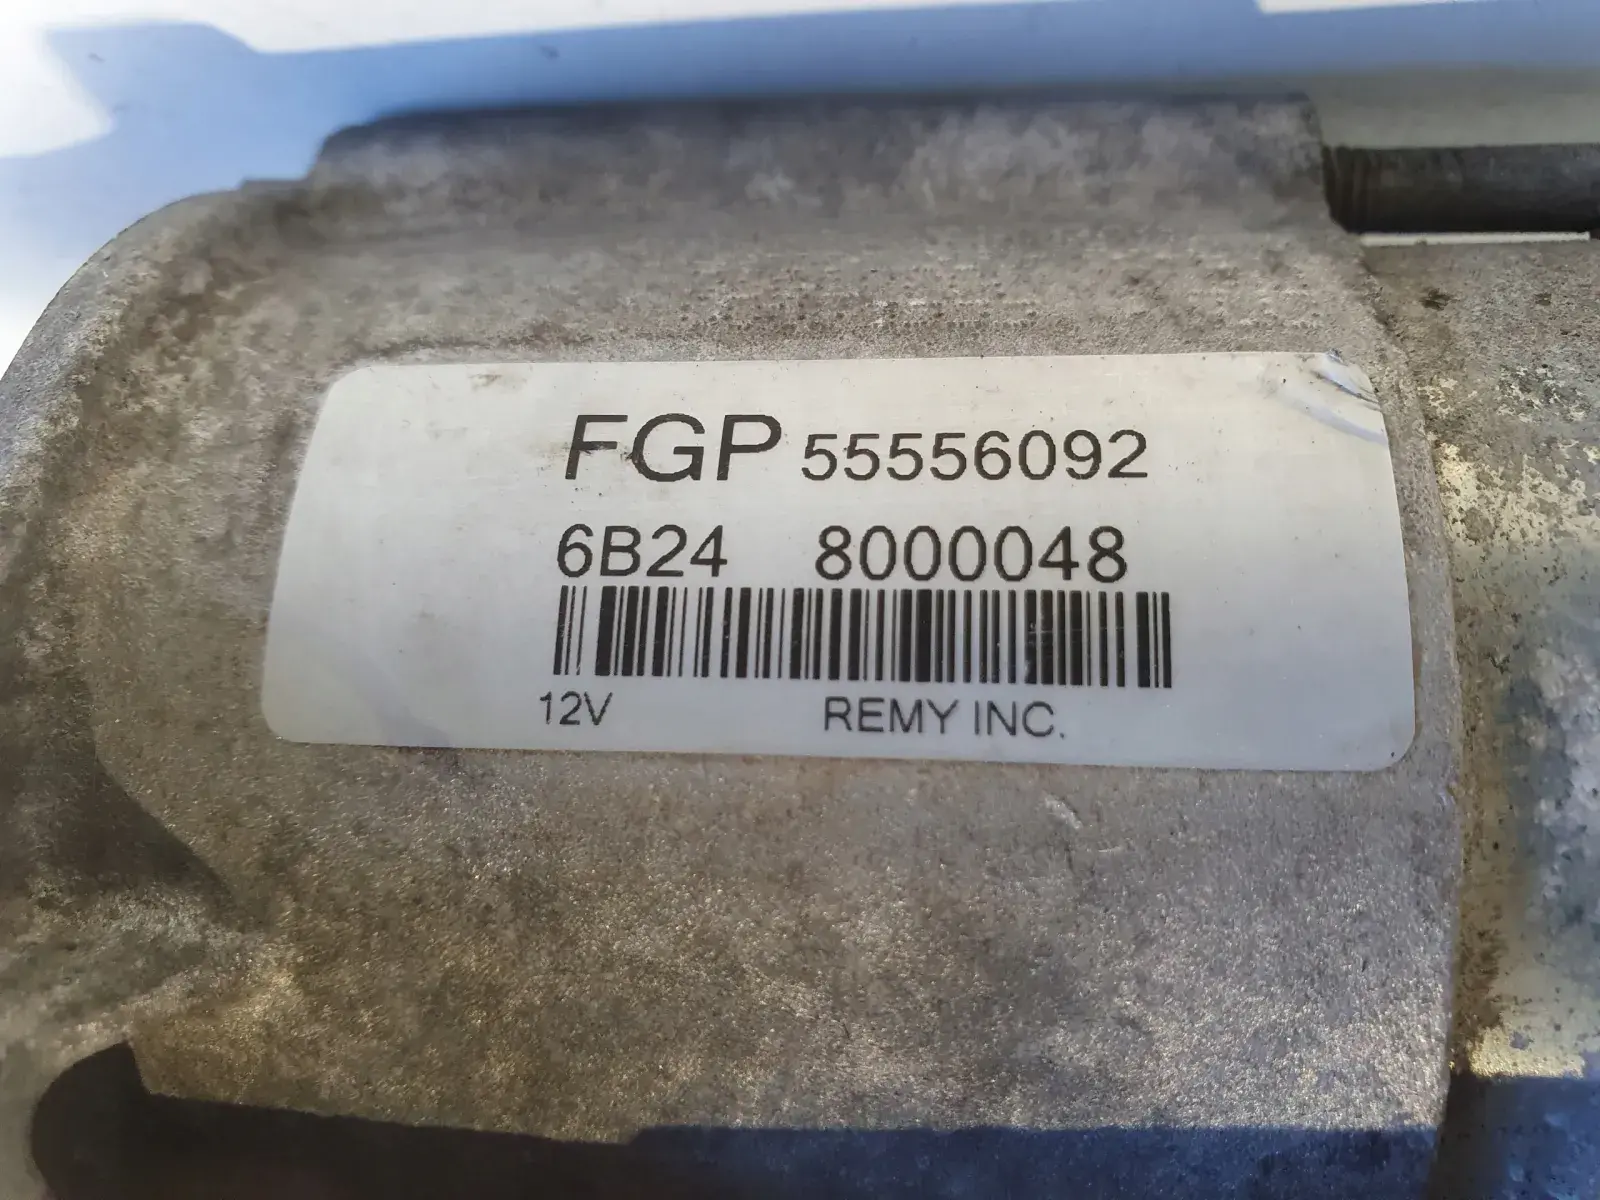 FGP 55556092
6B24 8000048
12V REMY INC.